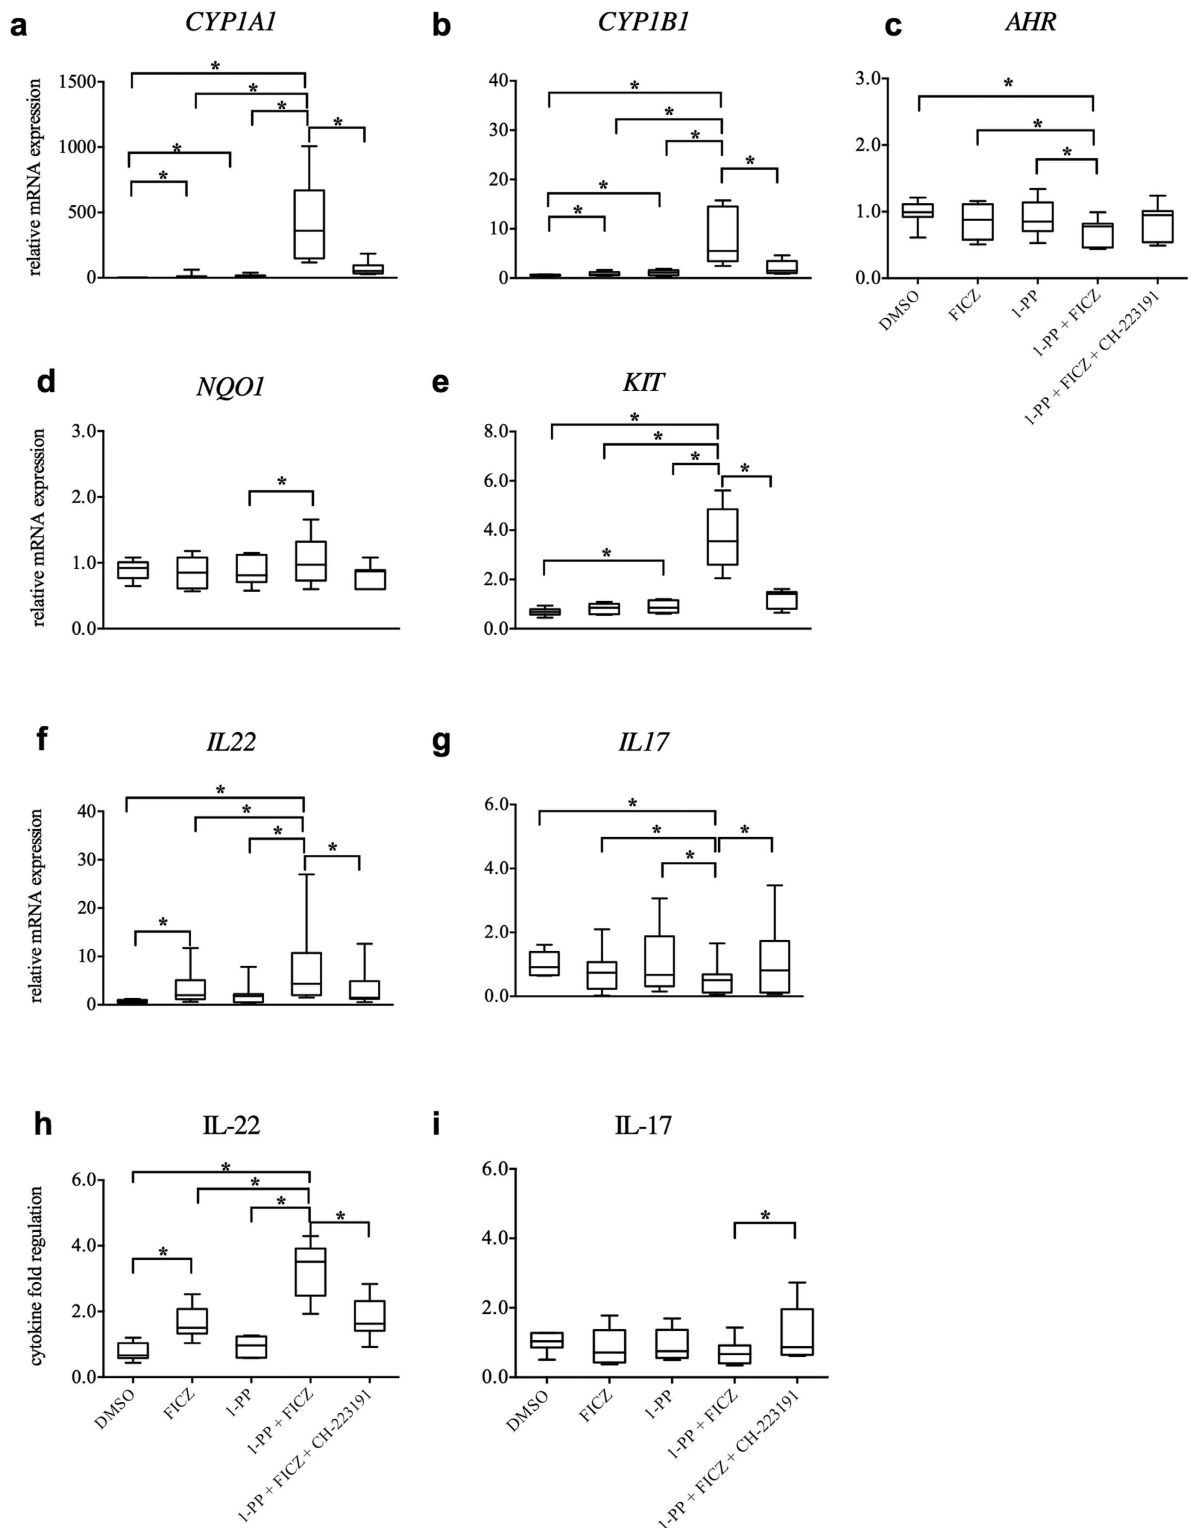 a CYP1A1
b CYP1B1
c AHR
relative mRNA expression
1500
1000
500
0
* * * * * *
40
30
20
10
0
* * * * * *
3.0
2.0
1.0
0.0
* * *
DMSO
FICZ
1-PP
1-PP + FICZ
1-PP + FICZ + CH-223191
d NQO1
e KIT
relative mRNA expression
3.0
2.0
1.0
0.0
*
8.0
6.0
4.0
2.0
0.0
* * * * *
f IL22
g IL17
relative mRNA expression
40
30
20
10
0
* * * * *
6.0
4.0
2.0
0.0
* * * *
h IL-22
i IL-17
cytokine fold regulation
6.0
4.0
2.0
0.0
* * * * *
DMSO
FICZ
1-PP
1-PP + FICZ
1-PP + FICZ + CH-223191
6.0
4.0
2.0
0.0
*
DMSO
FICZ
1-PP
1-PP + FICZ
1-PP + FICZ + CH-223191